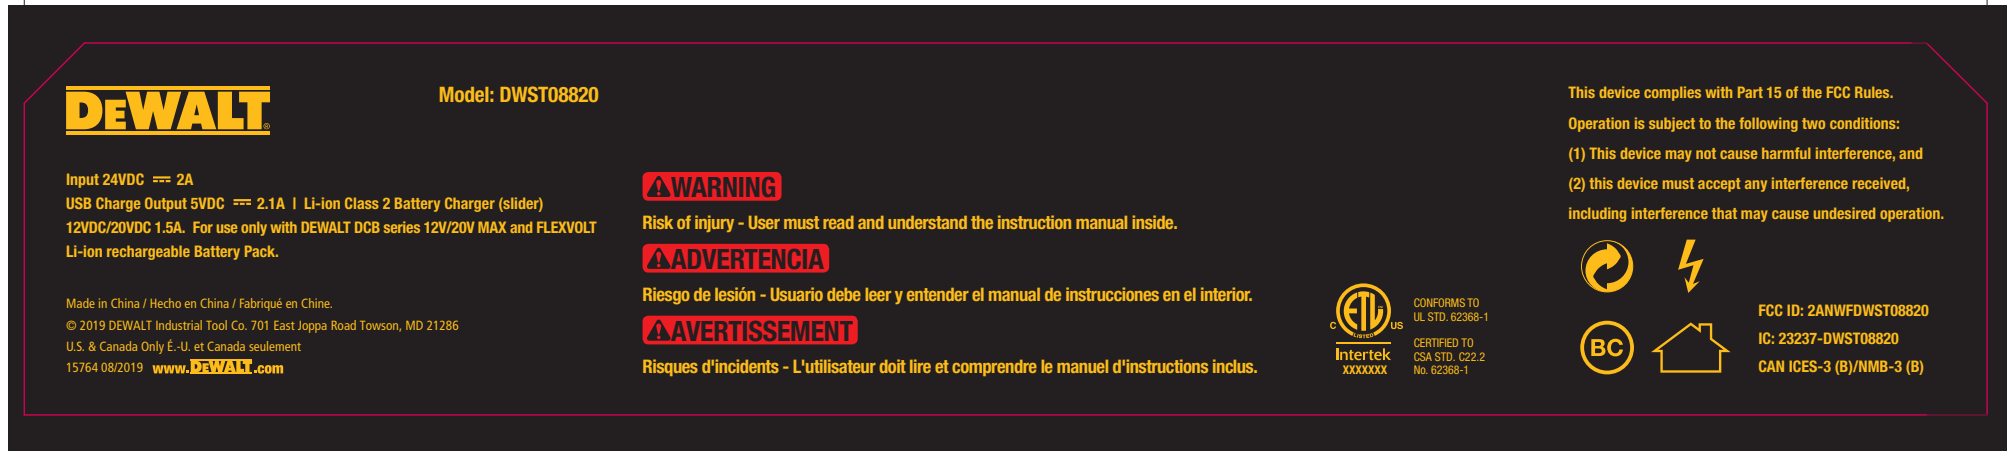 DEWALT®
Model: DWST08820
Input 24VDC ⎓ 2A
USB Charge Output 5VDC ⎓ 2.1A | Li-ion Class 2 Battery Charger (slider)
12VDC/20VDC 1.5A. For use only with DEWALT DCB series 12V/20V MAX and FLEXVOLT
Li-ion rechargeable Battery Pack.
Made in China / Hecho en China / Fabriqué en Chine.
© 2019 DEWALT Industrial Tool Co. 701 East Joppa Road Towson, MD 21286
U.S. & Canada Only É.-U. et Canada seulement
15764 08/2019 www.DEWALT.com
WARNING
Risk of injury - User must read and understand the instruction manual inside.
ADVERTENCIA
Riesgo de lesión - Usuario debe leer y entender el manual de instrucciones en el interior.
AVERTISSEMENT
Risques d'incidents - L'utilisateur doit lire et comprendre le manuel d'instructions inclus.
C ETL US
LISTED
Intertek
XXXXXXX
CONFORMS TO
UL STD. 62368-1
CERTIFIED TO
CSA STD. C22.2
No. 62368-1
This device complies with Part 15 of the FCC Rules.
Operation is subject to the following two conditions:
(1) This device may not cause harmful interference, and
(2) this device must accept any interference received,
including interference that may cause undesired operation.
BC
FCC ID: 2ANWFDWST08820
IC: 23237-DWST08820
CAN ICES-3 (B)/NMB-3 (B)